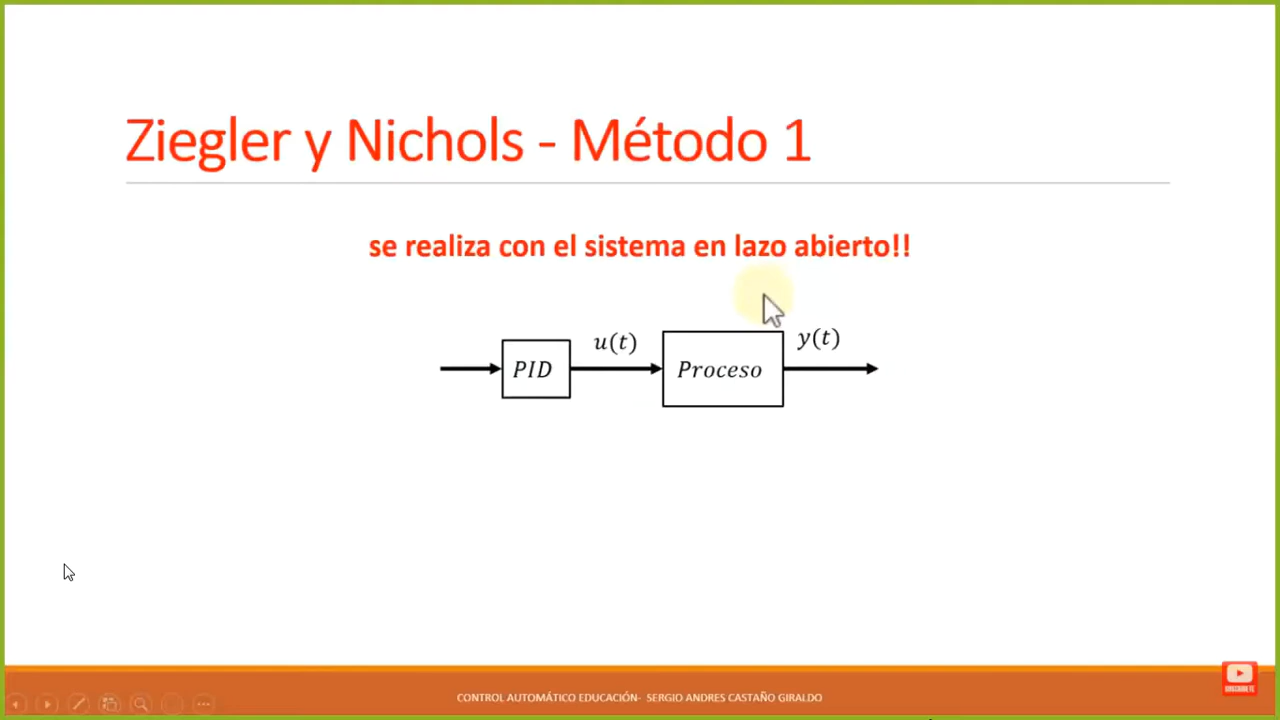 Ziegler y Nichols - Método 1
se realiza con el sistema en lazo abierto!!
PID
u(t)
Proceso
y(t)
CONTROL AUTOMÁTICO EDUCACIÓN- SERGIO ANDRES CASTAÑO GIRALDO